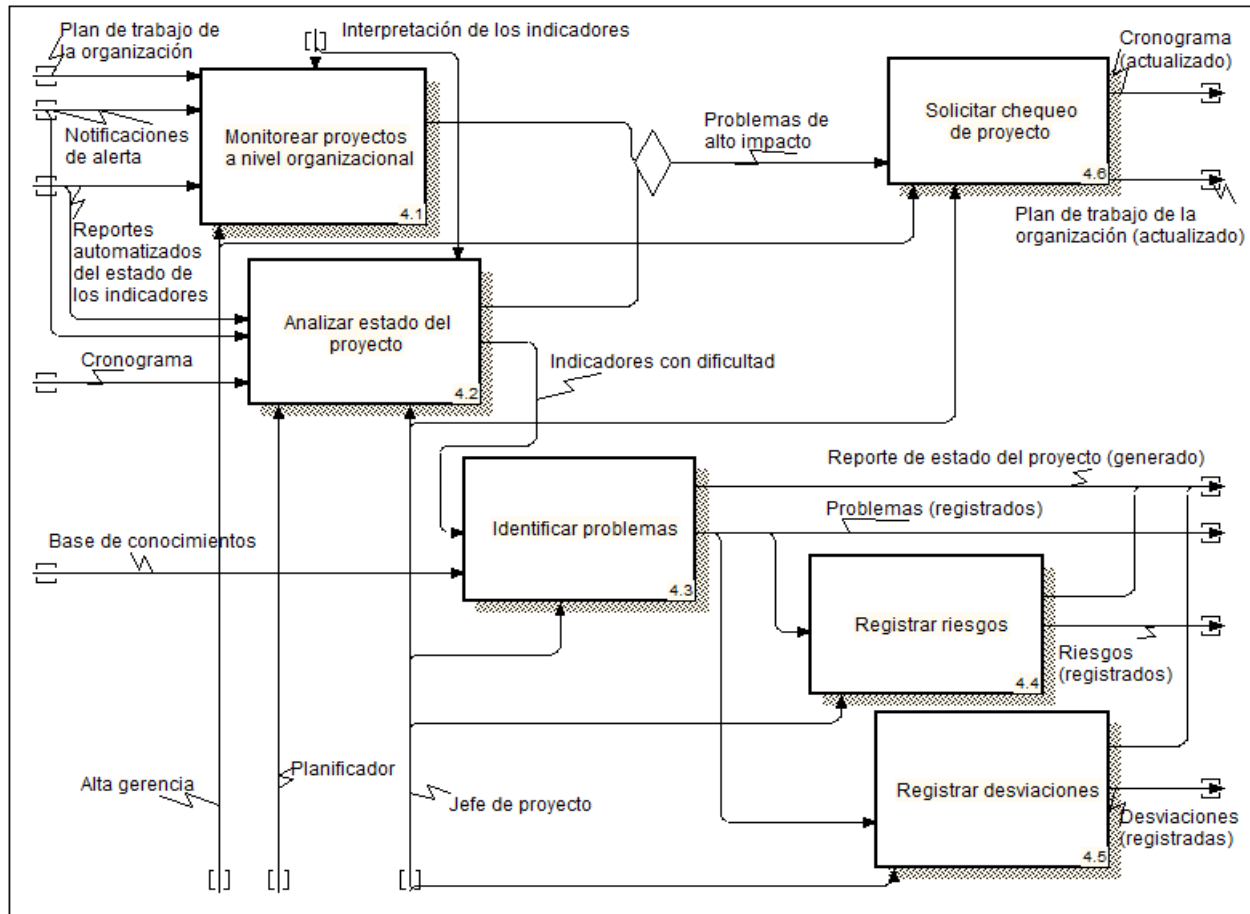 Plan de trabajo de
la organización
Interpretación de los indicadores
Cronograma
(actualizado)
Notificaciones
de alerta
Monitorear proyectos
a nivel organizacional
4.1
Problemas de
alto impacto
Solicitar chequeo
de proyecto
4.6
Plan de trabajo de la
organización (actualizado)
Reportes
automatizados
del estado de
los indicadores
Analizar estado del
proyecto
4.2
Cronograma
Indicadores con dificultad
Reporte de estado del proyecto (generado)
Problemas (registrados)
Base de conocimientos
Identificar problemas
4.3
Registrar riesgos
4.4
Riesgos
(registrados)
Alta gerencia
Planificador
Jefe de proyecto
Registrar desviaciones
4.5
Desviaciones
(registradas)